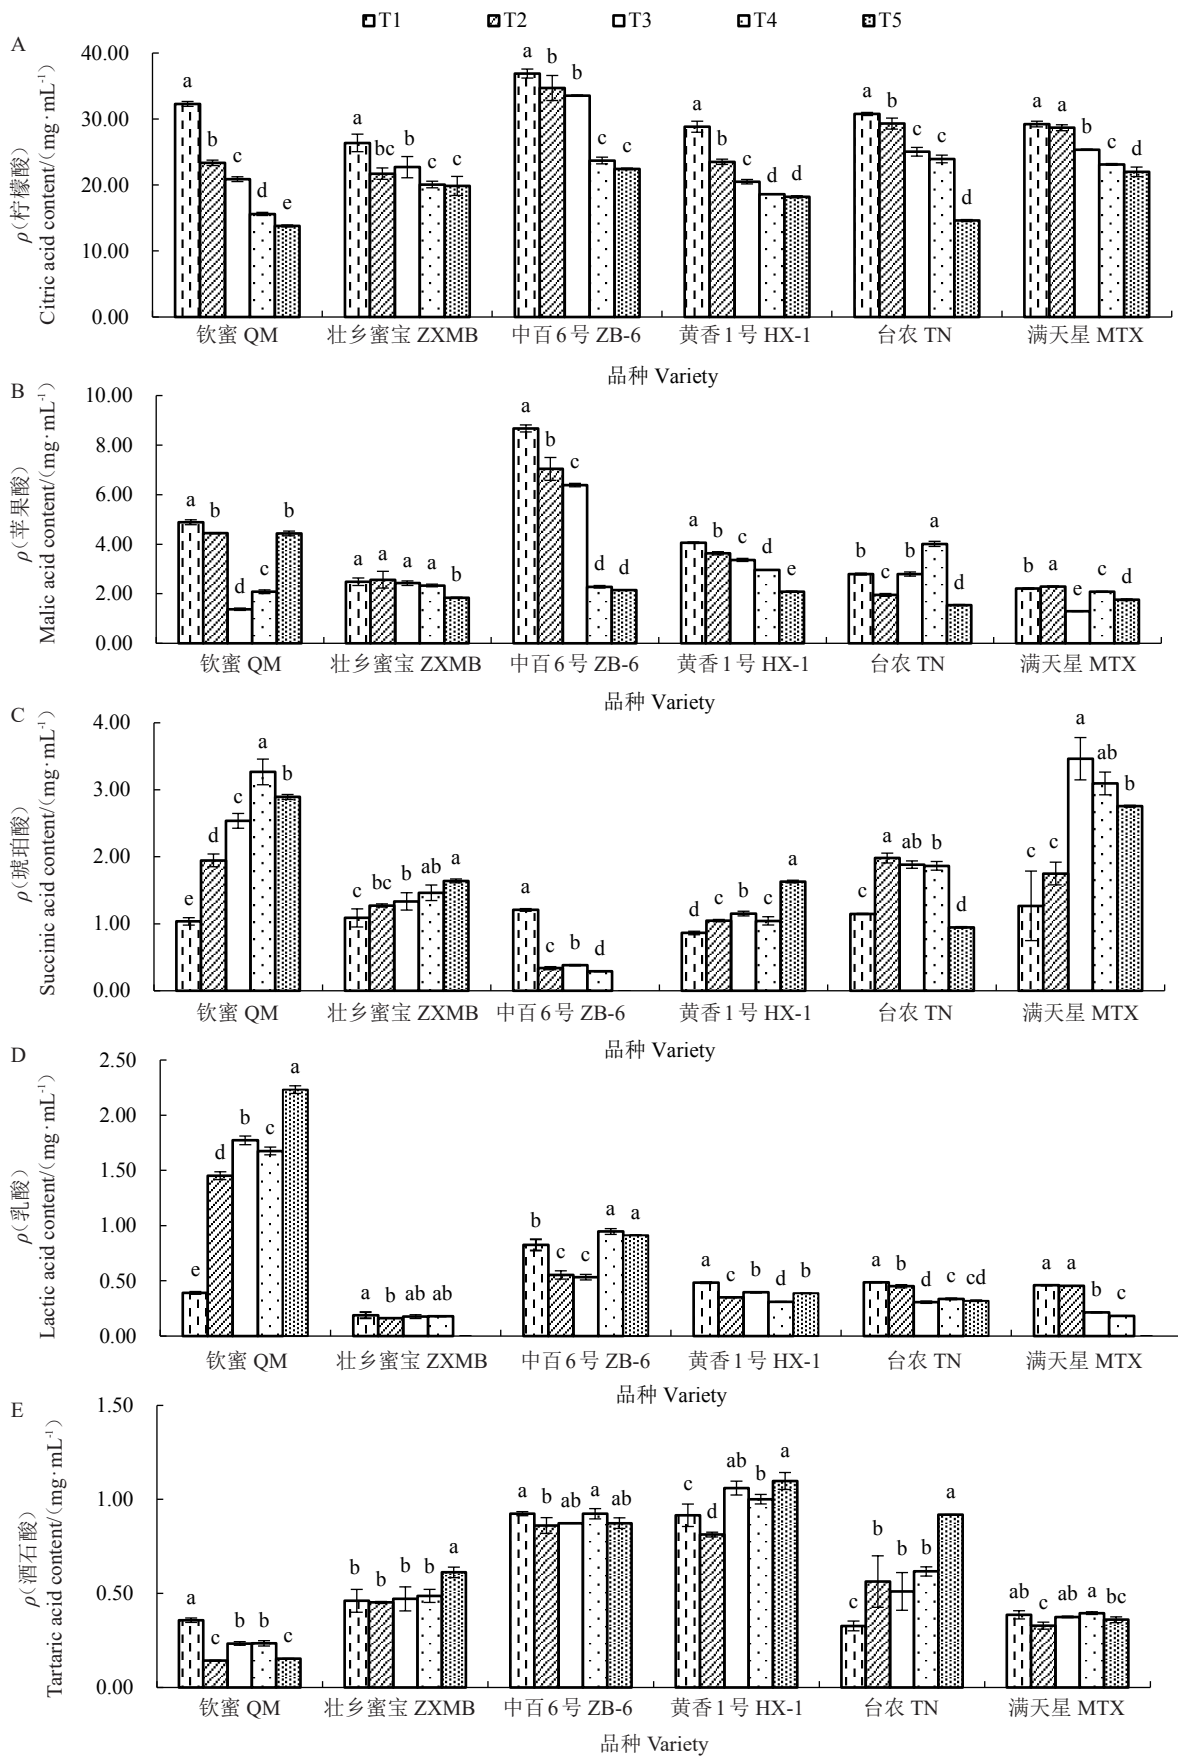 T1 T2 T3 T4 T5
A
ρ(柠檬酸)
Citric acid content/(mg·mL⁻¹)
40.00
30.00
20.00
10.00
0.00
a b c d e
a bc b c c
a b b c c
a b c d d
a b c c d
a a b c d
钦蜜 QM 壮乡蜜宝 ZXMB 中百6号 ZB-6 黄香1号 HX-1 台农 TN 满天星 MTX
品种 Variety
B
ρ(苹果酸)
Malic acid content/(mg·mL⁻¹)
10.00
8.00
6.00
4.00
2.00
0.00
a b d c b
a a a a b
a b c d d
a b c d e
b c b a d
b a e c d
钦蜜 QM 壮乡蜜宝 ZXMB 中百6号 ZB-6 黄香1号 HX-1 台农 TN 满天星 MTX
品种 Variety
C
ρ(琥珀酸)
Succinic acid content/(mg·mL⁻¹)
4.00
3.00
2.00
1.00
0.00
e d c a b
c bc b ab a
a c b d
d c b c a
c a ab b d
c c a ab b
钦蜜 QM 壮乡蜜宝 ZXMB 中百6号 ZB-6 黄香1号 HX-1 台农 TN 满天星 MTX
品种 Variety
D
ρ(乳酸)
Lactic acid content/(mg·mL⁻¹)
2.50
2.00
1.50
1.00
0.50
0.00
e d b c a
a b ab ab
b c c a a
a c b d b
a b d c cd
a a b c
钦蜜 QM 壮乡蜜宝 ZXMB 中百6号 ZB-6 黄香1号 HX-1 台农 TN 满天星 MTX
品种 Variety
E
ρ(酒石酸)
Tartaric acid content/(mg·mL⁻¹)
1.50
1.00
0.50
0.00
a c b b c
b b b b a
a b ab a ab
c d ab b a
c b b b a
ab c ab a bc
钦蜜 QM 壮乡蜜宝 ZXMB 中百6号 ZB-6 黄香1号 HX-1 台农 TN 满天星 MTX
品种 Variety